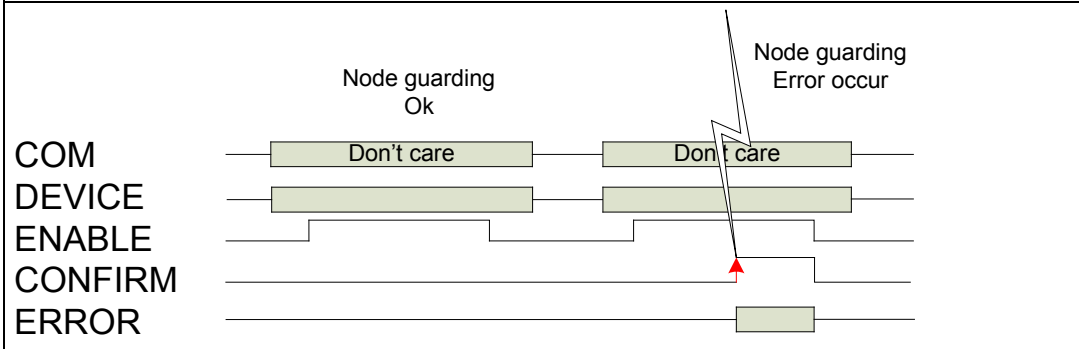 Node guarding
Ok
Node guarding
Error occur
COM
Don't care
Don't care
DEVICE
ENABLE
CONFIRM
ERROR